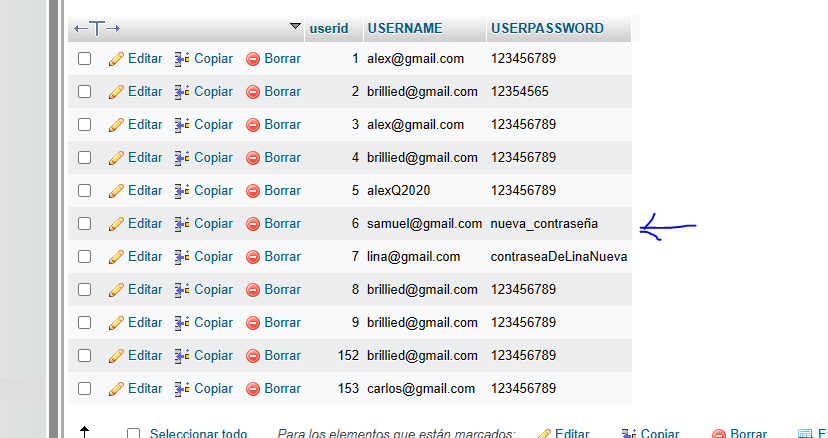 userid USERNAME USERPASSWORD
Editar Copiar Borrar 1 alex@gmail.com 123456789
Editar Copiar Borrar 2 brillied@gmail.com 12354565
Editar Copiar Borrar 3 alex@gmail.com 123456789
Editar Copiar Borrar 4 brillied@gmail.com 123456789
Editar Copiar Borrar 5 alexQ2020 123456789
Editar Copiar Borrar 6 samuel@gmail.com nueva_contraseña
Editar Copiar Borrar 7 lina@gmail.com contraseaDeLinaNueva
Editar Copiar Borrar 8 brillied@gmail.com 123456789
Editar Copiar Borrar 9 brillied@gmail.com 123456789
Editar Copiar Borrar 152 brillied@gmail.com 123456789
Editar Copiar Borrar 153 carlos@gmail.com 123456789
Seleccionar todo Para los elementos que están marcados: Editar Copiar Borrar